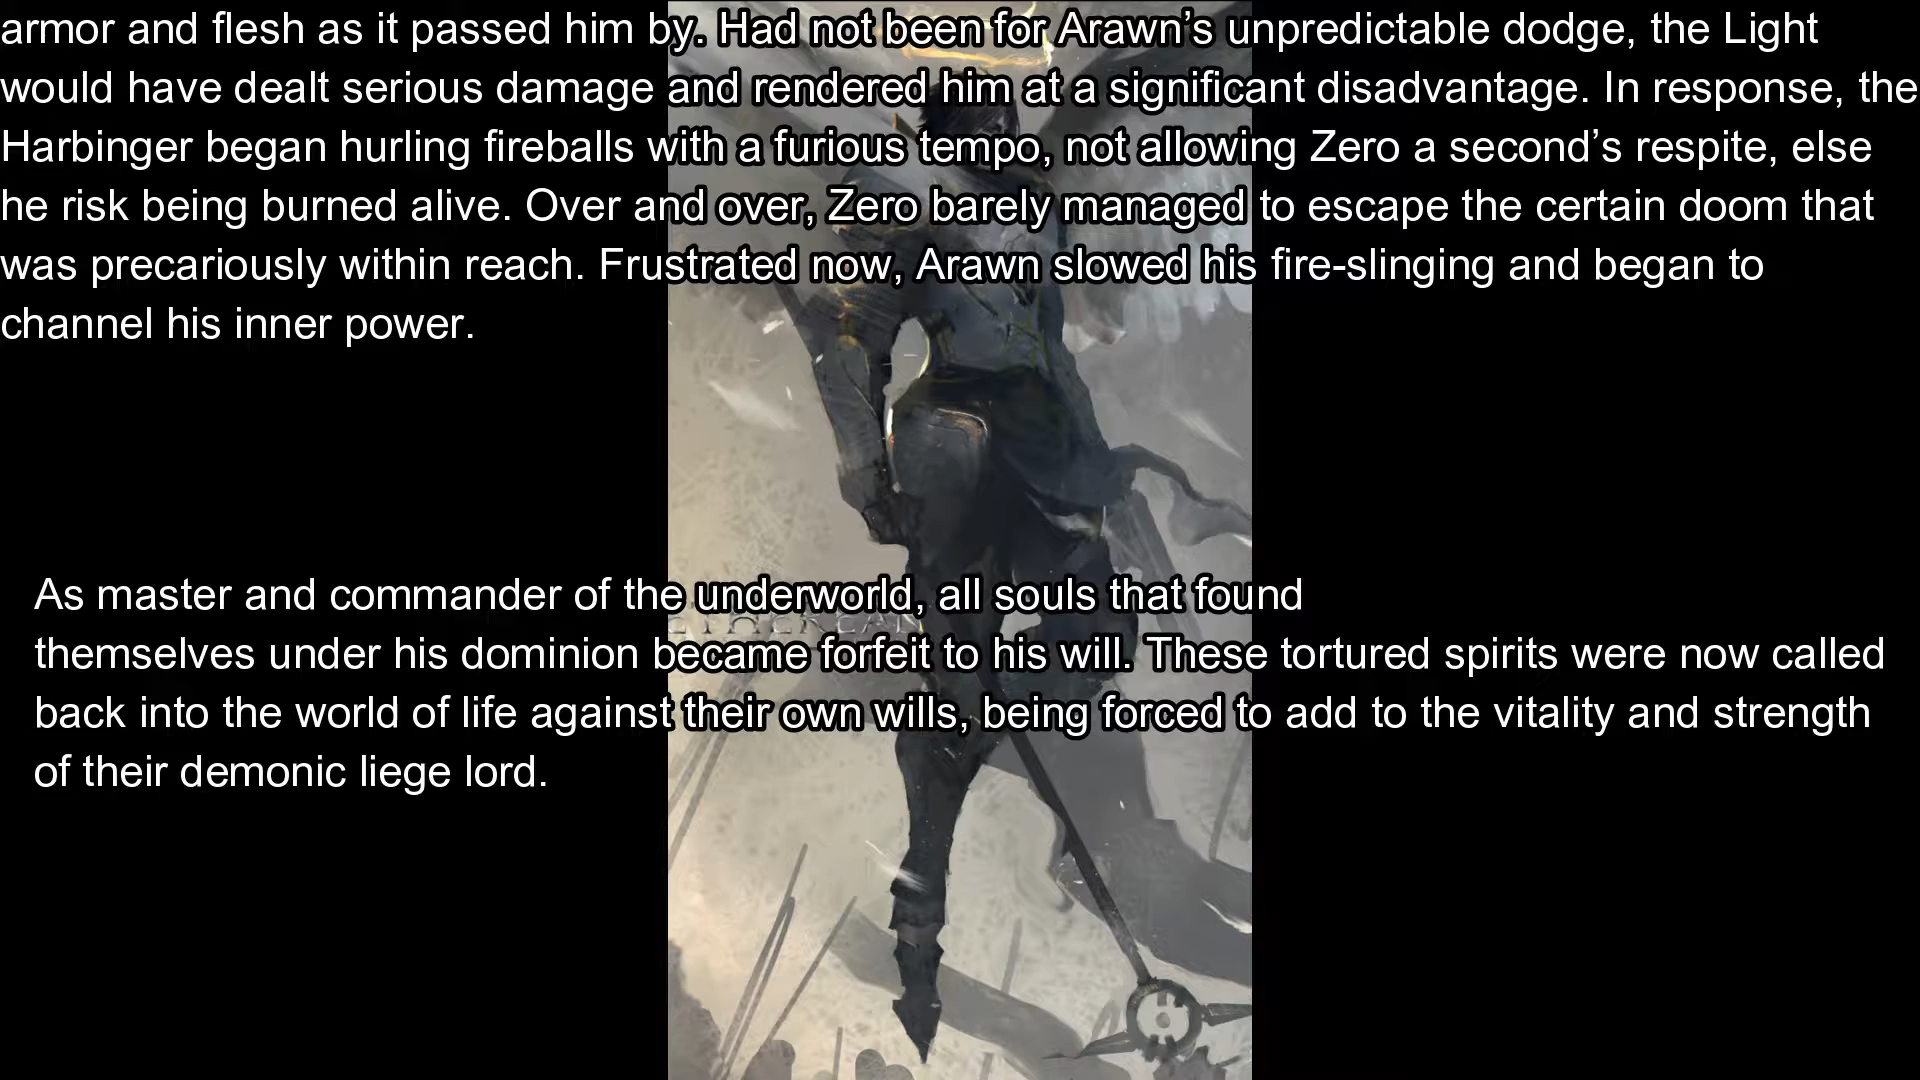 armor and flesh as it passed him by. Had not been for Arawn’s unpredictable dodge, the Light
would have dealt serious damage and rendered him at a significant disadvantage. In response, the
Harbinger began hurling fireballs with a furious tempo, not allowing Zero a second’s respite, else
he risk being burned alive. Over and over, Zero barely managed to escape the certain doom that
was precariously within reach. Frustrated now, Arawn slowed his fire-slinging and began to
channel his inner power.
As master and commander of the underworld, all souls that found
themselves under his dominion became forfeit to his will. These tortured spirits were now called
back into the world of life against their own wills, being forced to add to the vitality and strength
of their demonic liege lord.